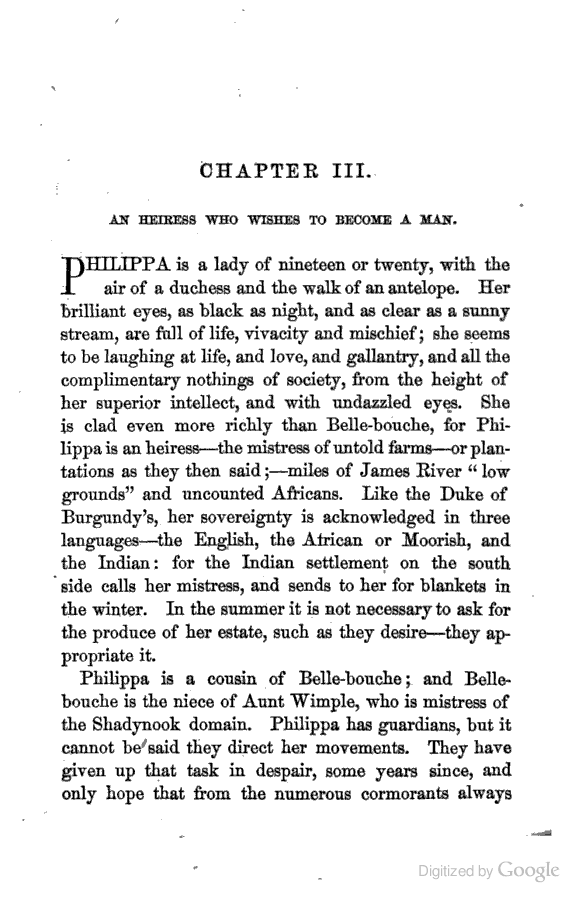 CHAPTER III.
AN HEIRESS WHO WISHES TO BECOME A MAN.
PHILIPPA is a lady of nineteen or twenty, with the
air of a duchess and the walk of an antelope. Her
brilliant eyes, as black as night, and as clear as a sunny
stream, are full of life, vivacity and mischief; she seems
to be laughing at life, and love, and gallantry, and all the
complimentary nothings of society, from the height of
her superior intellect, and with undazzled eyes. She
is clad even more richly than Belle-bouche, for Phi-
lippa is an heiress—the mistress of untold farms—or plan-
tations as they then said;—miles of James River “low
grounds” and uncounted Africans. Like the Duke of
Burgundy's, her sovereignty is acknowledged in three
languages—the English, the African or Moorish, and
the Indian: for the Indian settlement on the south
side calls her mistress, and sends to her for blankets in
the winter. In the summer it is not necessary to ask for
the produce of her estate, such as they desire—they ap-
propriate it.
Philippa is a cousin of Belle-bouche; and Belle-
bouche is the niece of Aunt Wimple, who is mistress of
the Shadynook domain. Philippa has guardians, but it
cannot be said they direct her movements. They have
given up that task in despair, some years since, and
only hope that from the numerous cormorants always
Digitized by Google